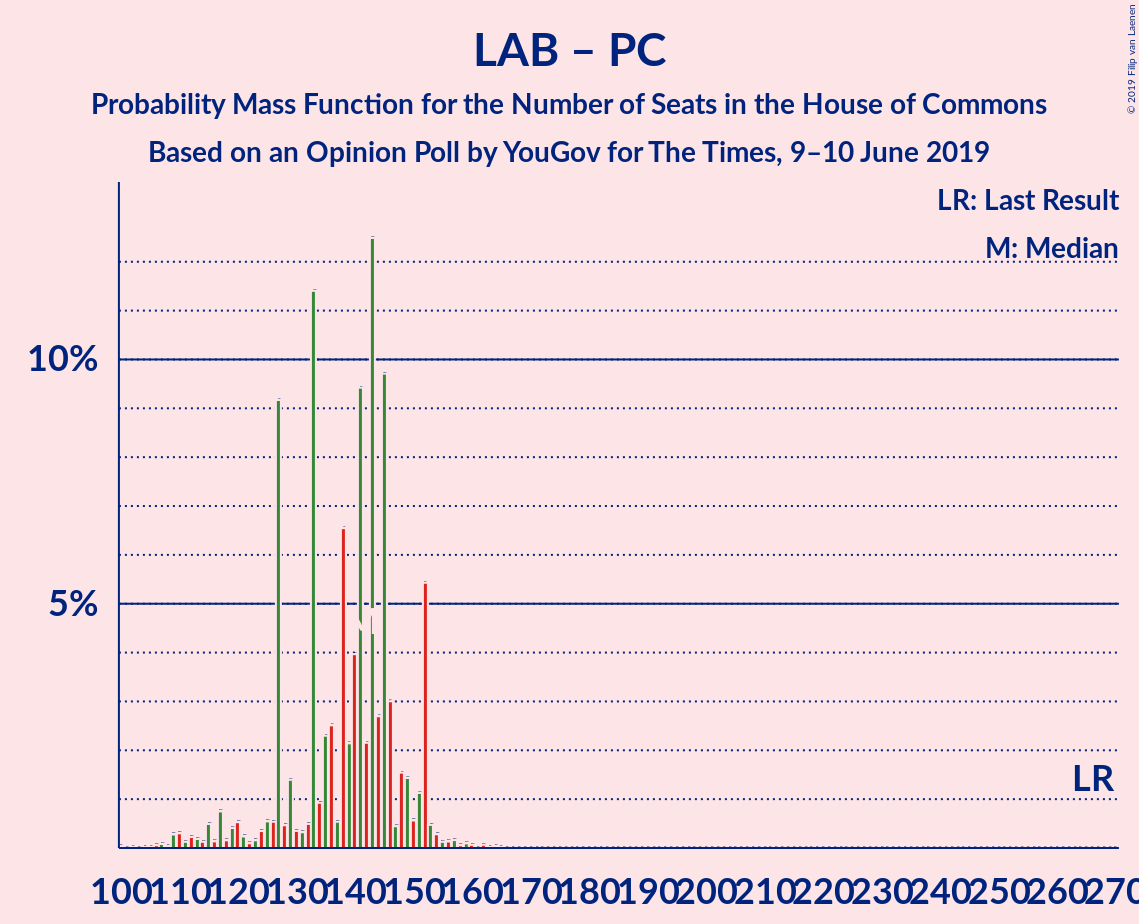 LAB – PC
Probability Mass Function for the Number of Seats in the House of Commons
Based on an Opinion Poll by YouGov for The Times, 9–10 June 2019
© 2019 Filip van Laenen
LR: Last Result
M: Median
10%
5%
M
LR
100 110 120 130 140 150 160 170 180 190 200 210 220 230 240 250 260 270